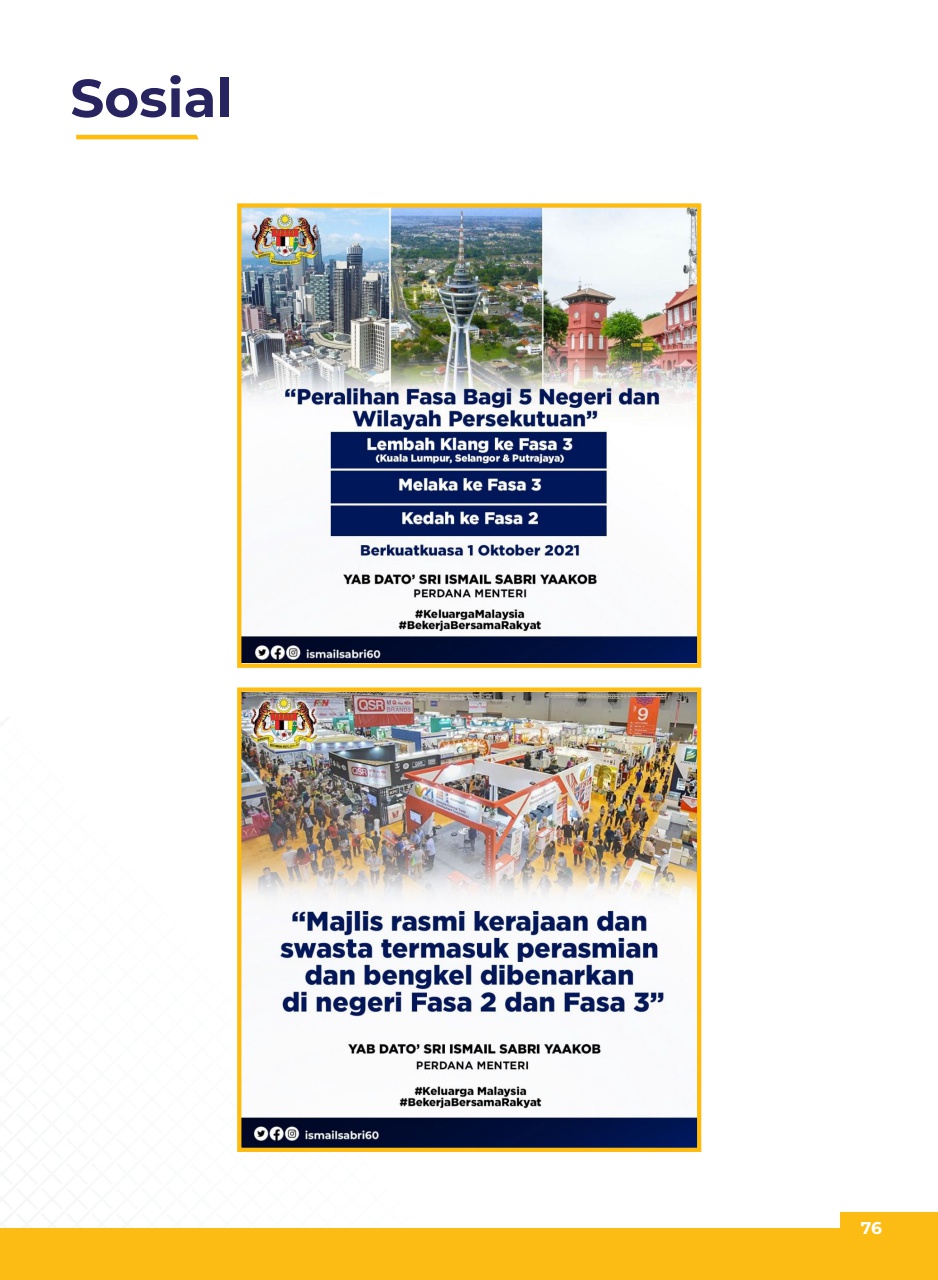 Sosial
“Peralihan Fasa Bagi 5 Negeri dan
Wilayah Persekutuan”
Lembah Klang ke Fasa 3
(Kuala Lumpur, Selangor & Putrajaya)
Melaka ke Fasa 3
Kedah ke Fasa 2
Berkuatkuasa 1 Oktober 2021
YAB DATO’ SRI ISMAIL SABRI YAAKOB
PERDANA MENTERI
#KeluargaMalaysia
#BekerjaBersamaRakyat
ismailsabri60
QSR
BRANDS
9
QSR
“Majlis rasmi kerajaan dan
swasta termasuk perasmian
dan bengkel dibenarkan
di negeri Fasa 2 dan Fasa 3”
YAB DATO’ SRI ISMAIL SABRI YAAKOB
PERDANA MENTERI
#Keluarga Malaysia
#BekerjaBersamaRakyat
ismailsabri60
76